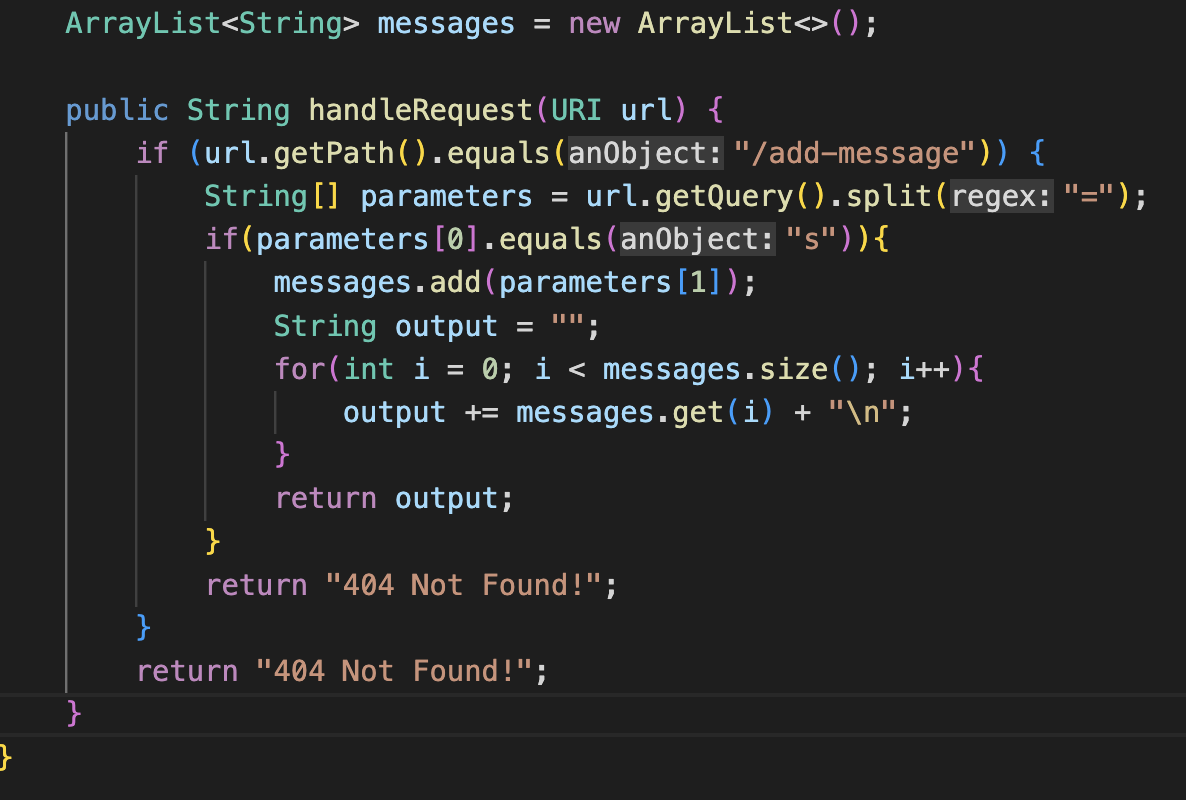 ArrayList<String> messages = new ArrayList<>();
public String handleRequest(URI url) {
if (url.getPath().equals(anObject: "/add-message")) {
String[] parameters = url.getQuery().split(regex: "=");
if(parameters[0].equals(anObject: "s")){
messages.add(parameters[1]);
String output = "";
for(int i = 0; i < messages.size(); i++){
output += messages.get(i) + "\n";
}
return output;
}
return "404 Not Found!";
}
return "404 Not Found!";
}
}